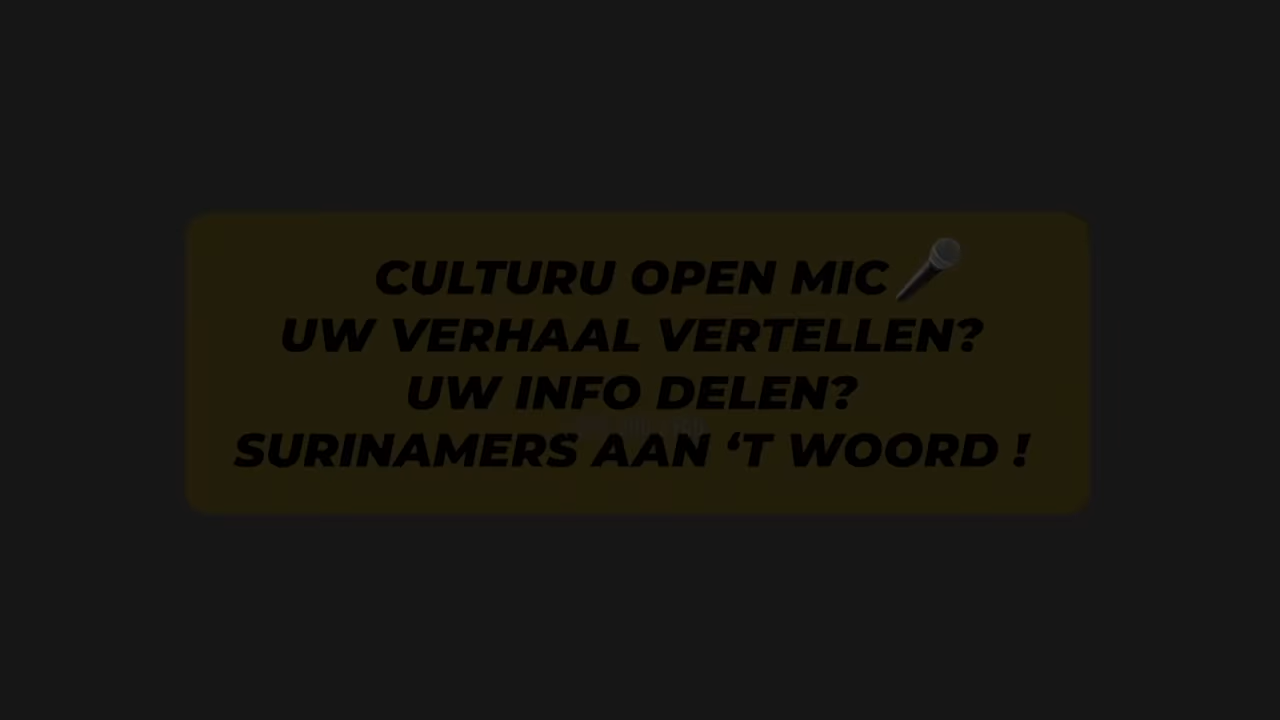 CULTURU OPEN MIC
UW VERHAAL VERTELLEN?
UW INFO DELEN?
SURINAMERS AAN ‘T WOORD !